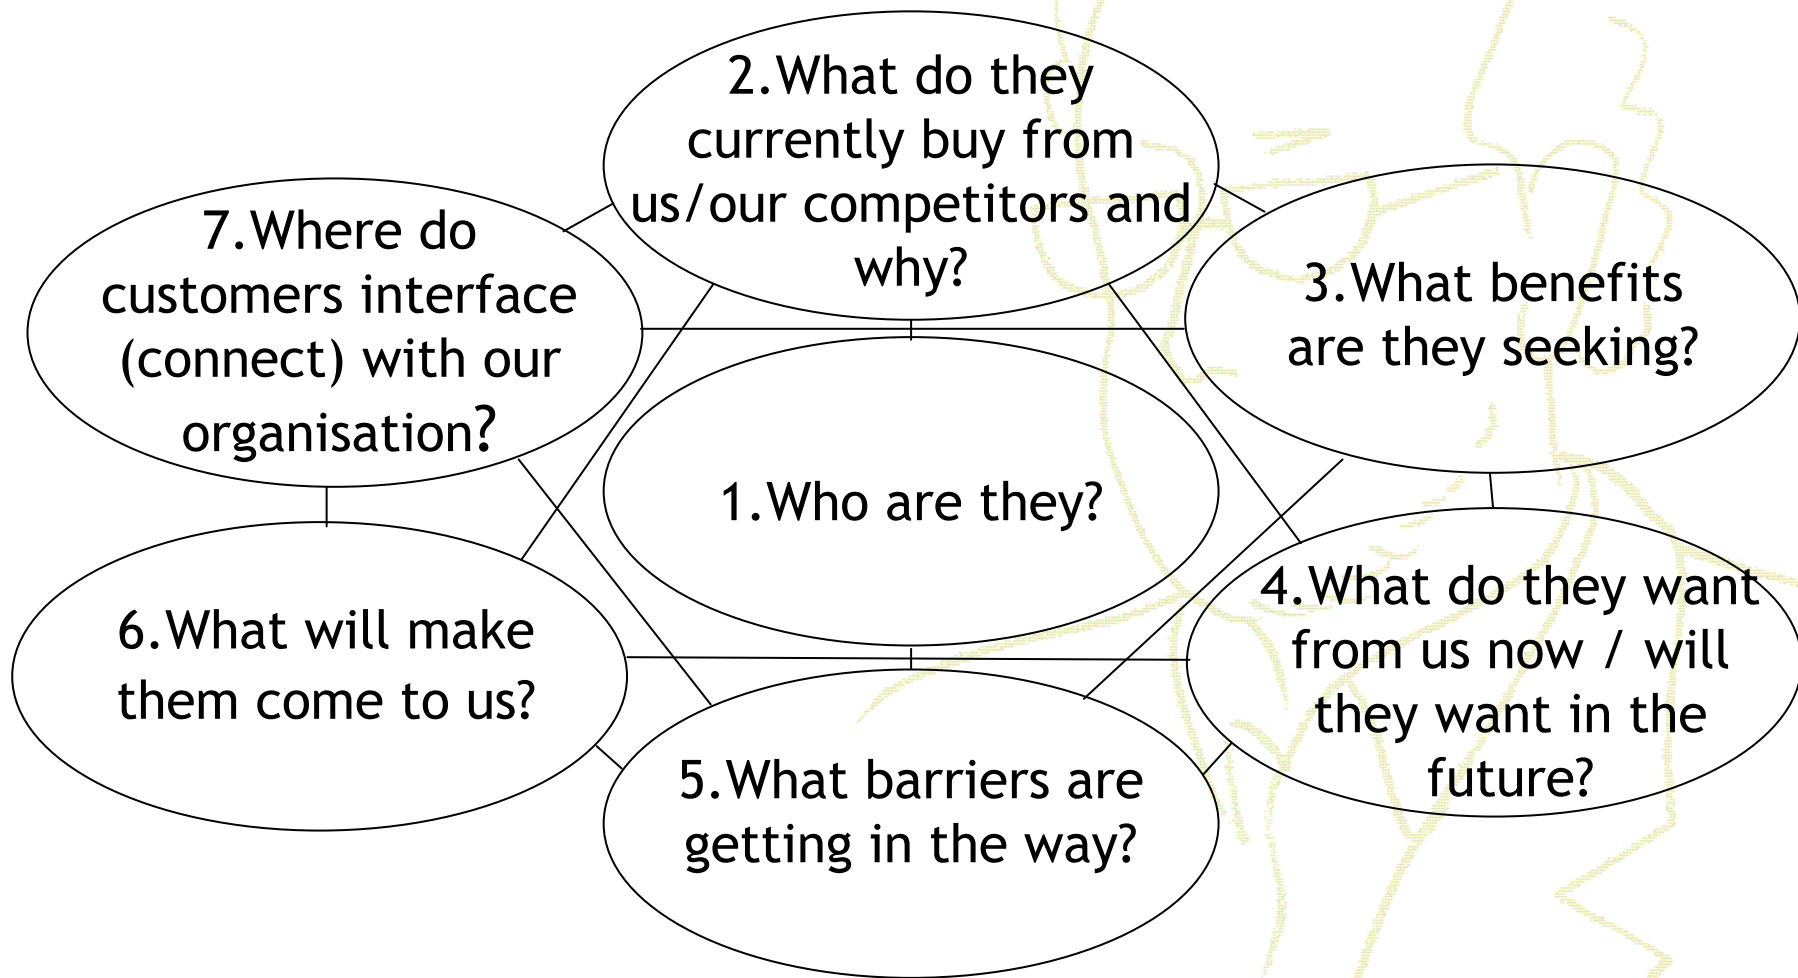 2.What do they
currently buy from
us/our competitors and
why?
7.Where do
customers interface
(connect) with our
organisation?
3.What benefits
are they seeking?
1.Who are they?
6.What will make
them come to us?
4.What do they want
from us now / will
they want in the
future?
5.What barriers are
getting in the way?